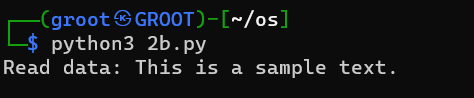 ┌──(groot㉿GROOT)-[~/os]
└─$ python3 2b.py
Read data: This is a sample text.